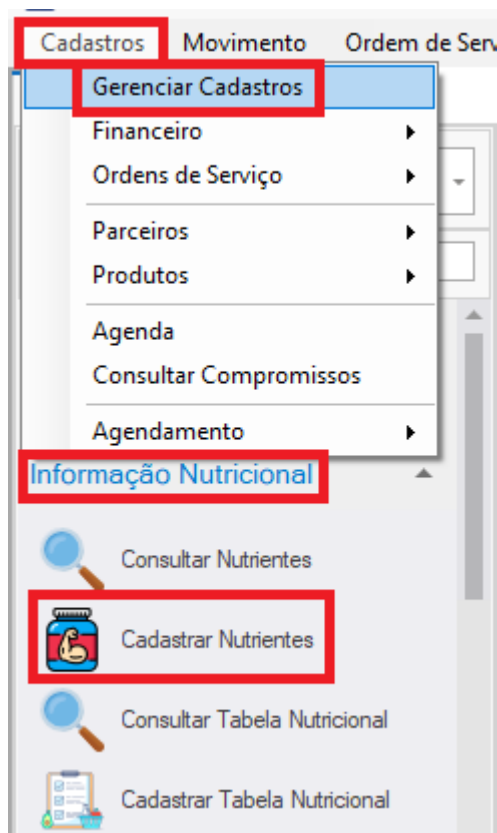 Cadastros Movimento Ordem de Serv
Gerenciar Cadastros
Financeiro
Ordens de Serviço
Parceiros
Produtos
Agenda
Consultar Compromissos
Agendamento
Informação Nutricional
Consultar Nutrientes
Cadastrar Nutrientes
Consultar Tabela Nutricional
Cadastrar Tabela Nutricional